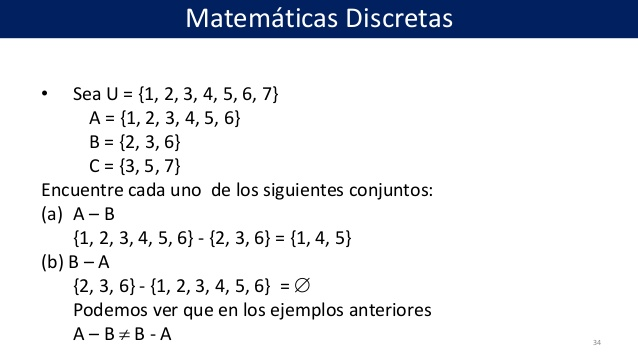 Matemáticas Discretas
• Sea U = {1, 2, 3, 4, 5, 6, 7}
A = {1, 2, 3, 4, 5, 6}
B = {2, 3, 6}
C = {3, 5, 7}
Encuentre cada uno de los siguientes conjuntos:
(a) A – B
{1, 2, 3, 4, 5, 6} - {2, 3, 6} = {1, 4, 5}
(b) B – A
{2, 3, 6} - {1, 2, 3, 4, 5, 6} = ∅
Podemos ver que en los ejemplos anteriores
A – B ≠ B - A
34